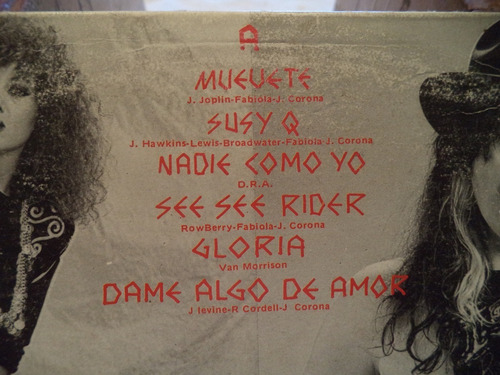 A
MUEVETE
J. Joplin-Fabiola-J. Corona
SUSY Q
J. Hawkins-Lewis-Broadwater-Fabiola-J. Corona
NADIE COMO YO
D.R.A.
SEE SEE RIDER
RowBerry-Fabiola-J. Corona
GLORIA
Van Morrison
DAME ALGO DE AMOR
J levine-R Cordell-J Corona